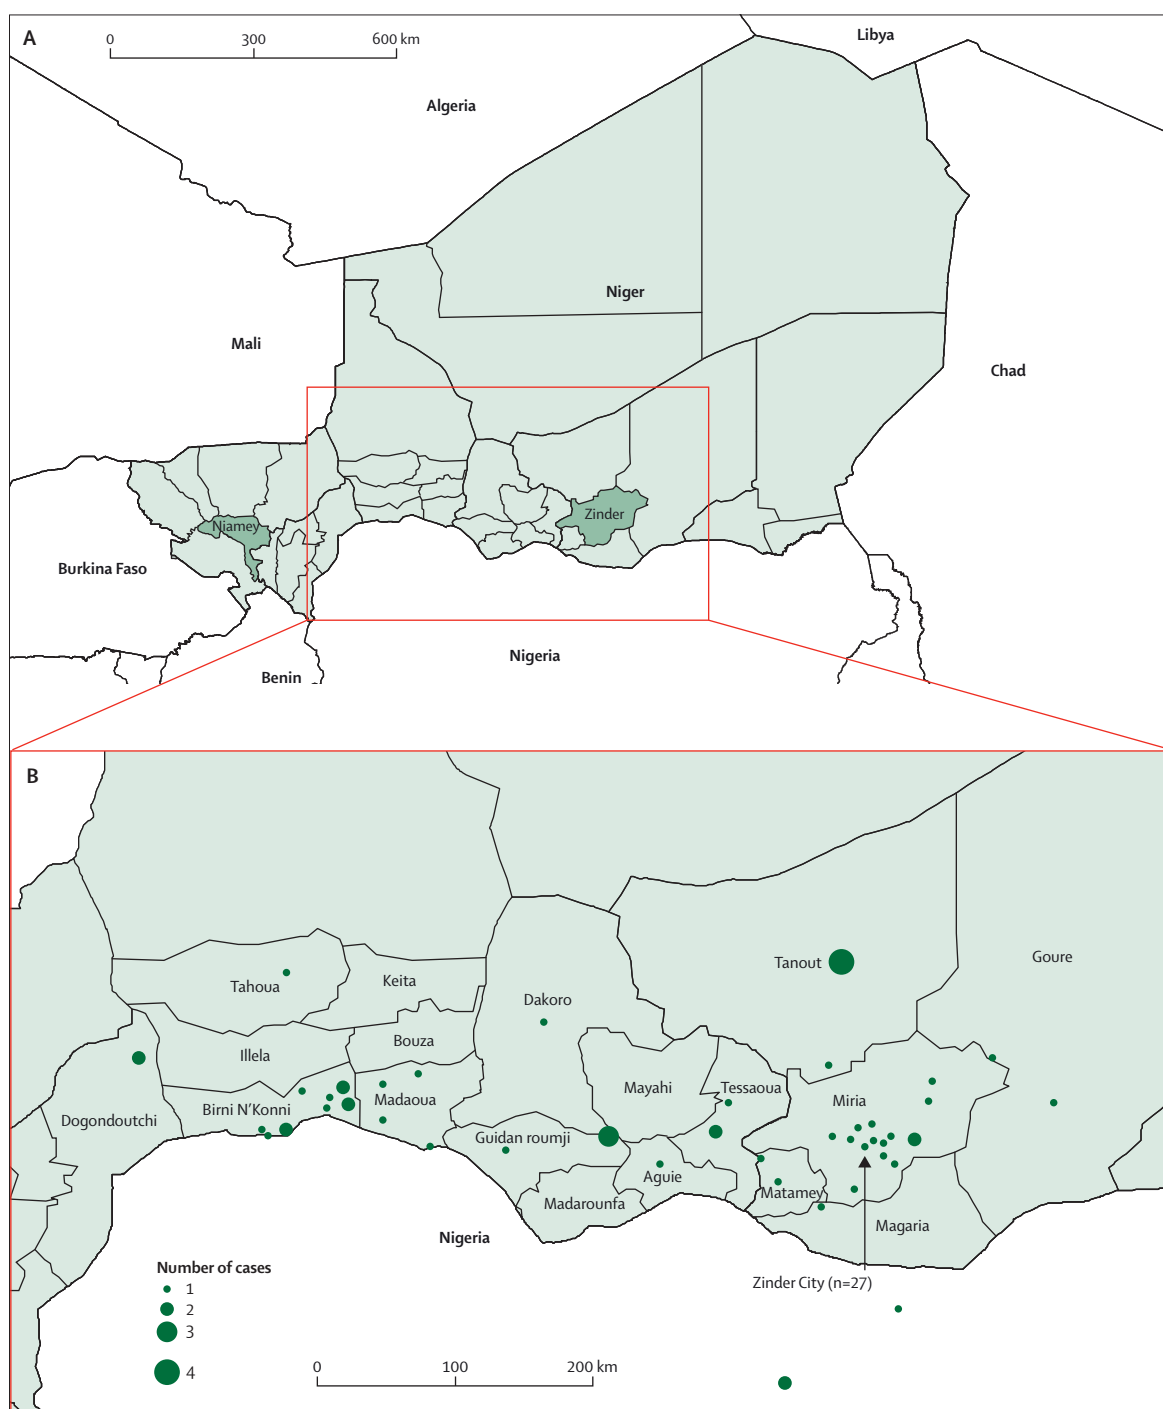 A
0 300 600 km
Libya
Algeria
Niger
Mali
Chad
Zinder
Niamey
Burkina Faso
Nigeria
Benin
B
Tanout
Goure
Tahoua
Keita
Dakoro
Bouza
Illela
Mayahi
Tessaoua
Madaoua
Miria
Birni N’Konni
Dogondoutchi
Guidan roumji
Aguie
Matamey
Madarounfa
Magaria
Nigeria
Number of cases
1
2
3
4
Zinder City (n=27)
0 100 200 km